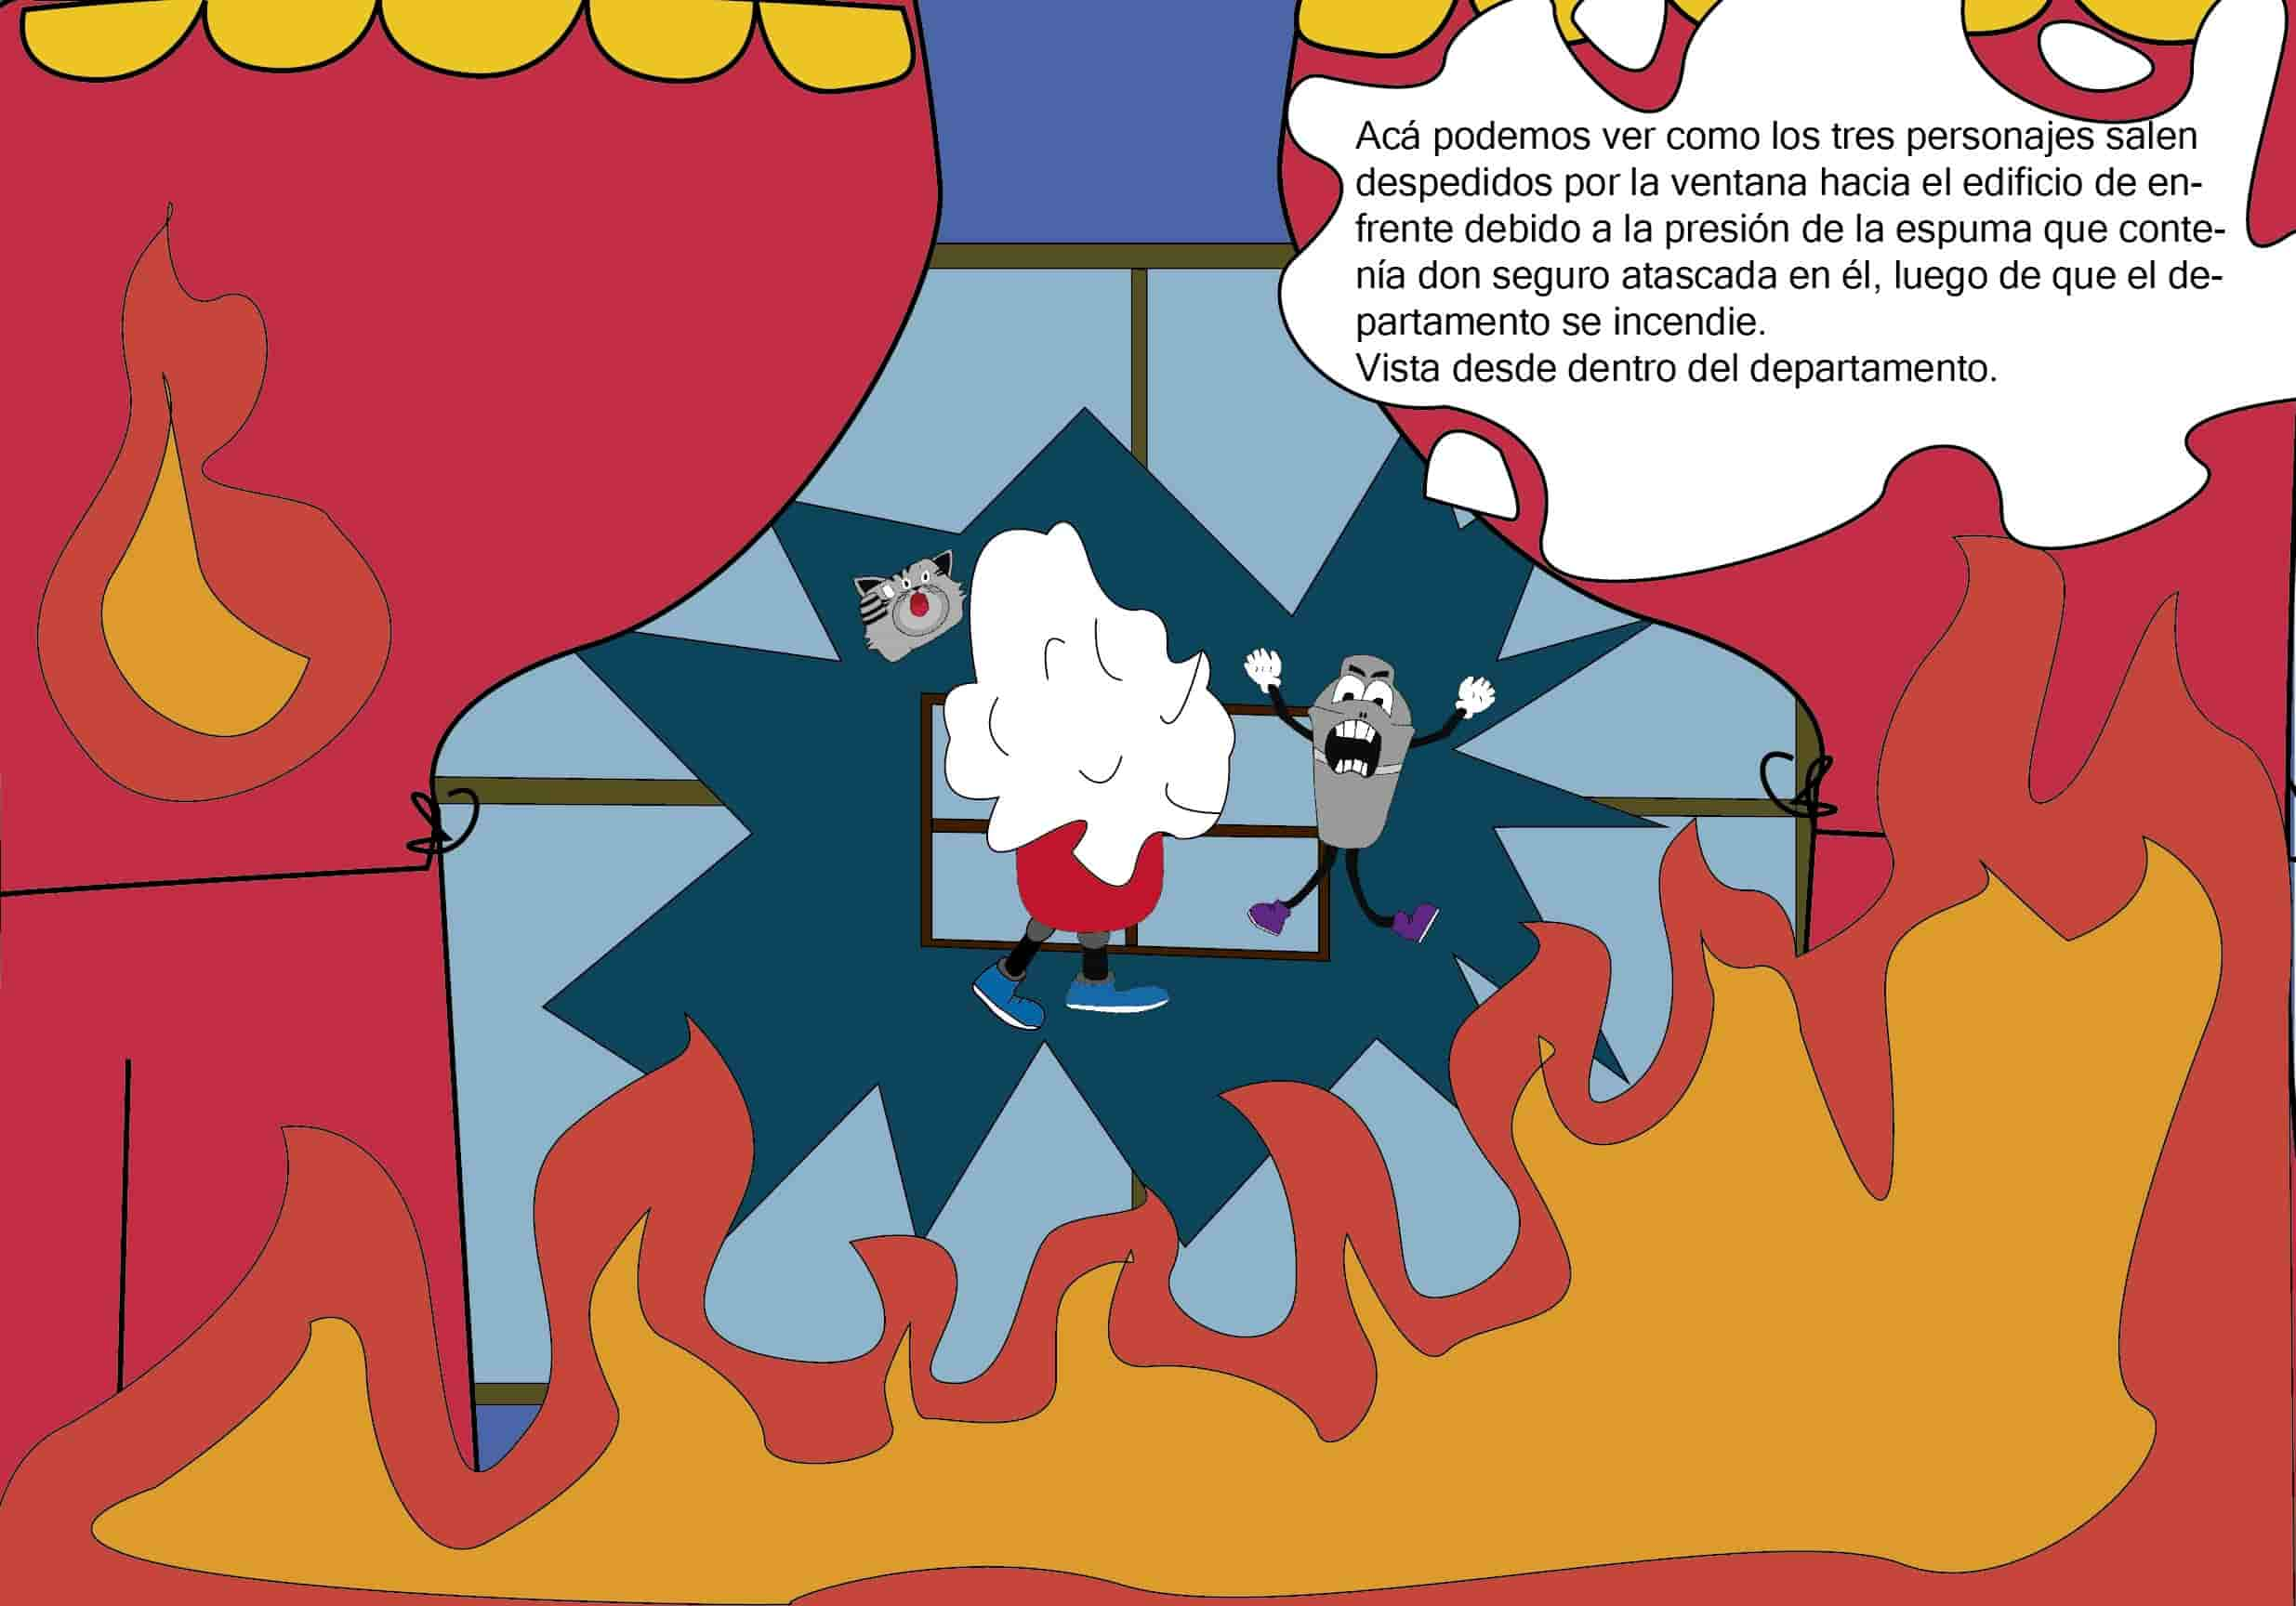 Acá podemos ver como los tres personajes salen
despedidos por la ventana hacia el edificio de en-
frente debido a la presión de la espuma que conte-
nía don seguro atascada en él, luego de que el de-
partamento se incendie.
Vista desde dentro del departamento.